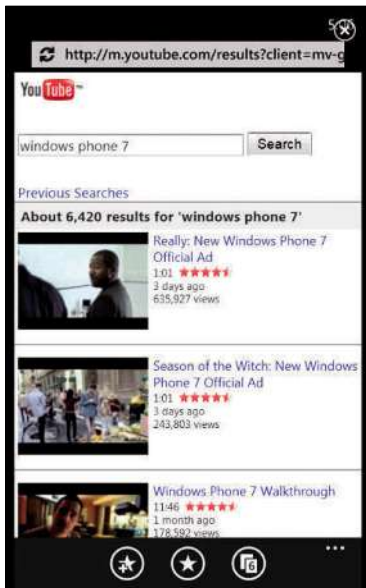 http://m.youtube.com/results?client=mv-g
YouTube™
windows phone 7 Search
Previous Searches
About 6,420 results for 'windows phone 7'
Really: New Windows Phone 7
Official Ad
1:01
3 days ago
635,927 views
Season of the Witch: New Windows
Phone 7 Official Ad
1:01
3 days ago
243,803 views
Windows Phone 7 Walkthrough
11:46
1 month ago
178,592 views
6